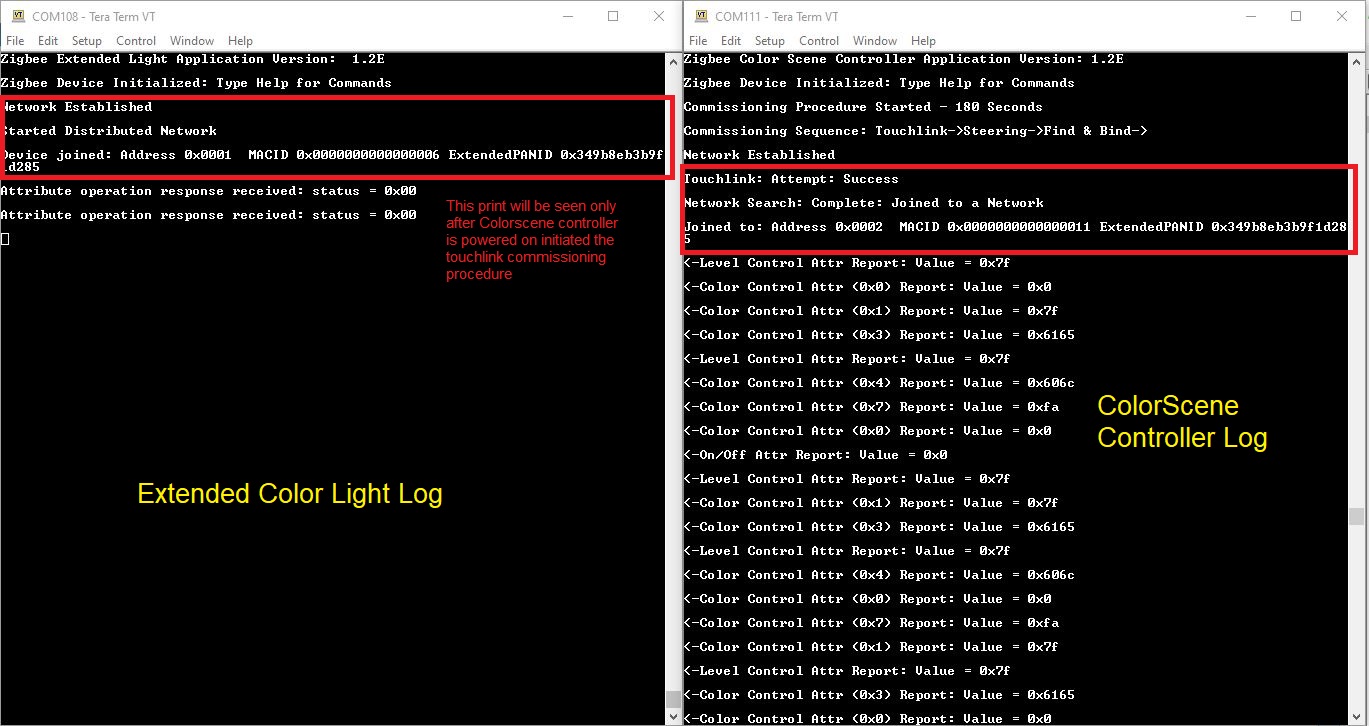 COM108 - Tera Term VT
File Edit Setup Control Window Help
Zigbee Extended Light Application Version: 1.2E
Zigbee Device Initialized: Type Help for Commands
Network Established
Started Distributed Network
Device joined: Address 0x0001 MACID 0x0000000000000006 ExtendedPANID 0x349b8eb3b9f
1d285
Attribute operation response received: status = 0x00
Attribute operation response received: status = 0x00
This print will be seen only
after Colorscene controller
is powered on initiated the
touchlink commissioning
procedure
Extended Color Light Log
COM111 - Tera Term VT
File Edit Setup Control Window Help
Zigbee Color Scene Controller Application Version: 1.2E
Zigbee Device Initialized: Type Help for Commands
Commissioning Procedure Started - 180 Seconds
Commissioning Sequence: Touchlink->Steering->Find & Bind->
Network Established
Touchlink: Attempt: Success
Network Search: Complete: Joined to a Network
Joined to: Address 0x0002 MACID 0x0000000000000011 ExtendedPANID 0x349b8eb3b9f1d28
5
<-Level Control Attr Report: Value = 0x7f
<-Color Control Attr (0x0) Report: Value = 0x0
<-Color Control Attr (0x1) Report: Value = 0x7f
<-Color Control Attr (0x3) Report: Value = 0x6165
<-Level Control Attr Report: Value = 0x7f
<-Color Control Attr (0x4) Report: Value = 0x606c
<-Color Control Attr (0x7) Report: Value = 0xfa
<-Color Control Attr (0x0) Report: Value = 0x0
<-On/Off Attr Report: Value = 0x0
<-Level Control Attr Report: Value = 0x7f
<-Color Control Attr (0x1) Report: Value = 0x7f
<-Color Control Attr (0x3) Report: Value = 0x6165
<-Level Control Attr Report: Value = 0x7f
<-Color Control Attr (0x4) Report: Value = 0x606c
<-Color Control Attr (0x0) Report: Value = 0x0
<-Color Control Attr (0x7) Report: Value = 0xfa
<-Color Control Attr (0x1) Report: Value = 0x7f
<-Level Control Attr Report: Value = 0x7f
<-Color Control Attr (0x3) Report: Value = 0x6165
<-Color Control Attr (0x0) Report: Value = 0x0
ColorScene
Controller Log